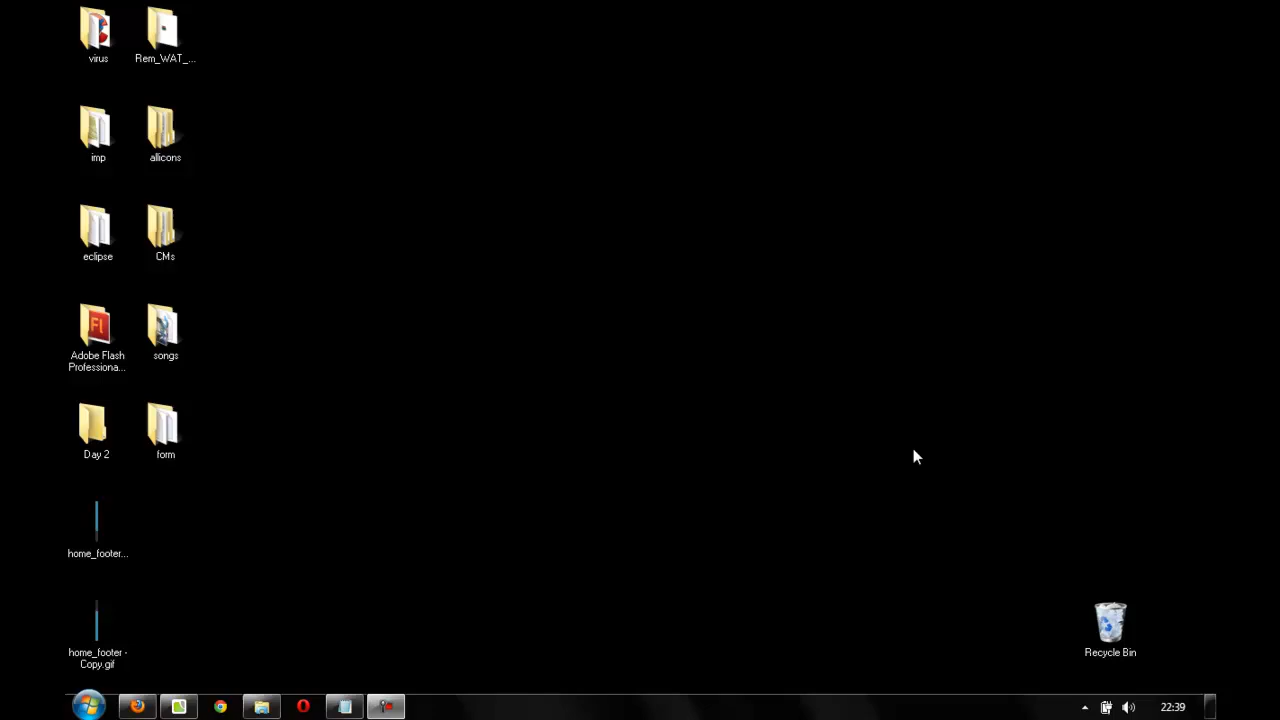 virus
Rem_WAT_...
imp
allicons
eclipse
CMs
Fl
Adobe Flash
Professiona...
songs
Day 2
form
home_footer...
home_footer -
Copy.gif
Recycle Bin
22:39